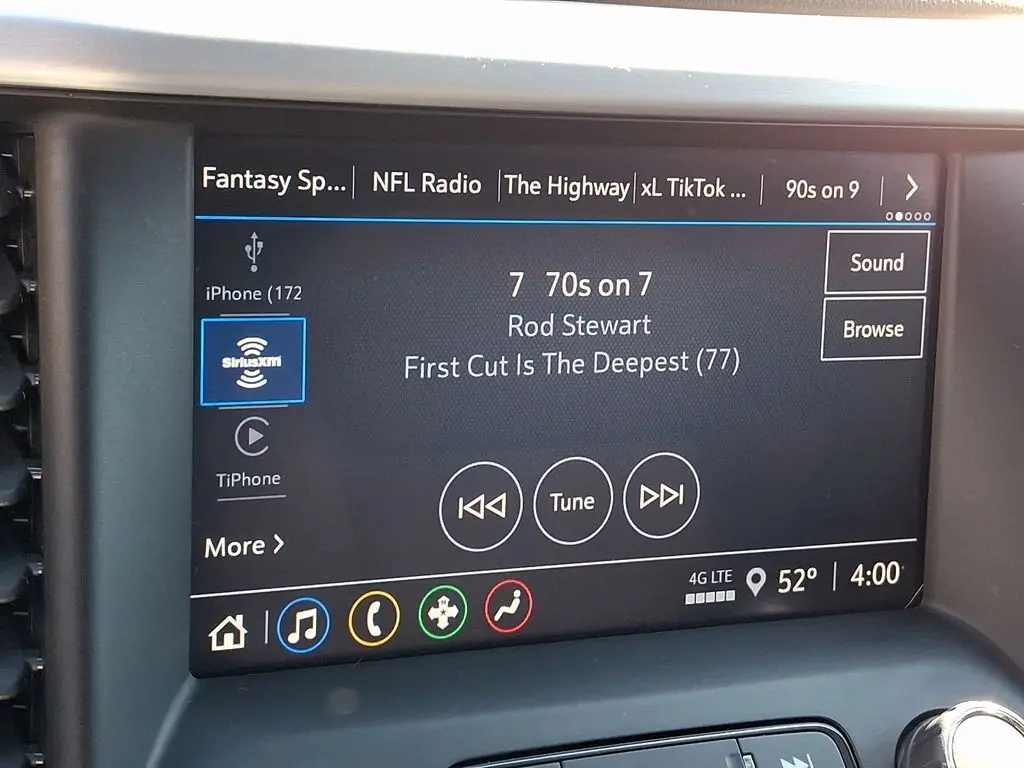 Fantasy Sp... NFL Radio The Highway xL TikTok ... 90s on 9
iPhone (172
7 70s on 7
Sound
Rod Stewart
Browse
SiriusXM
First Cut Is The Deepest (77)
TiPhone
Tune
More
4G LTE 52° 4:00